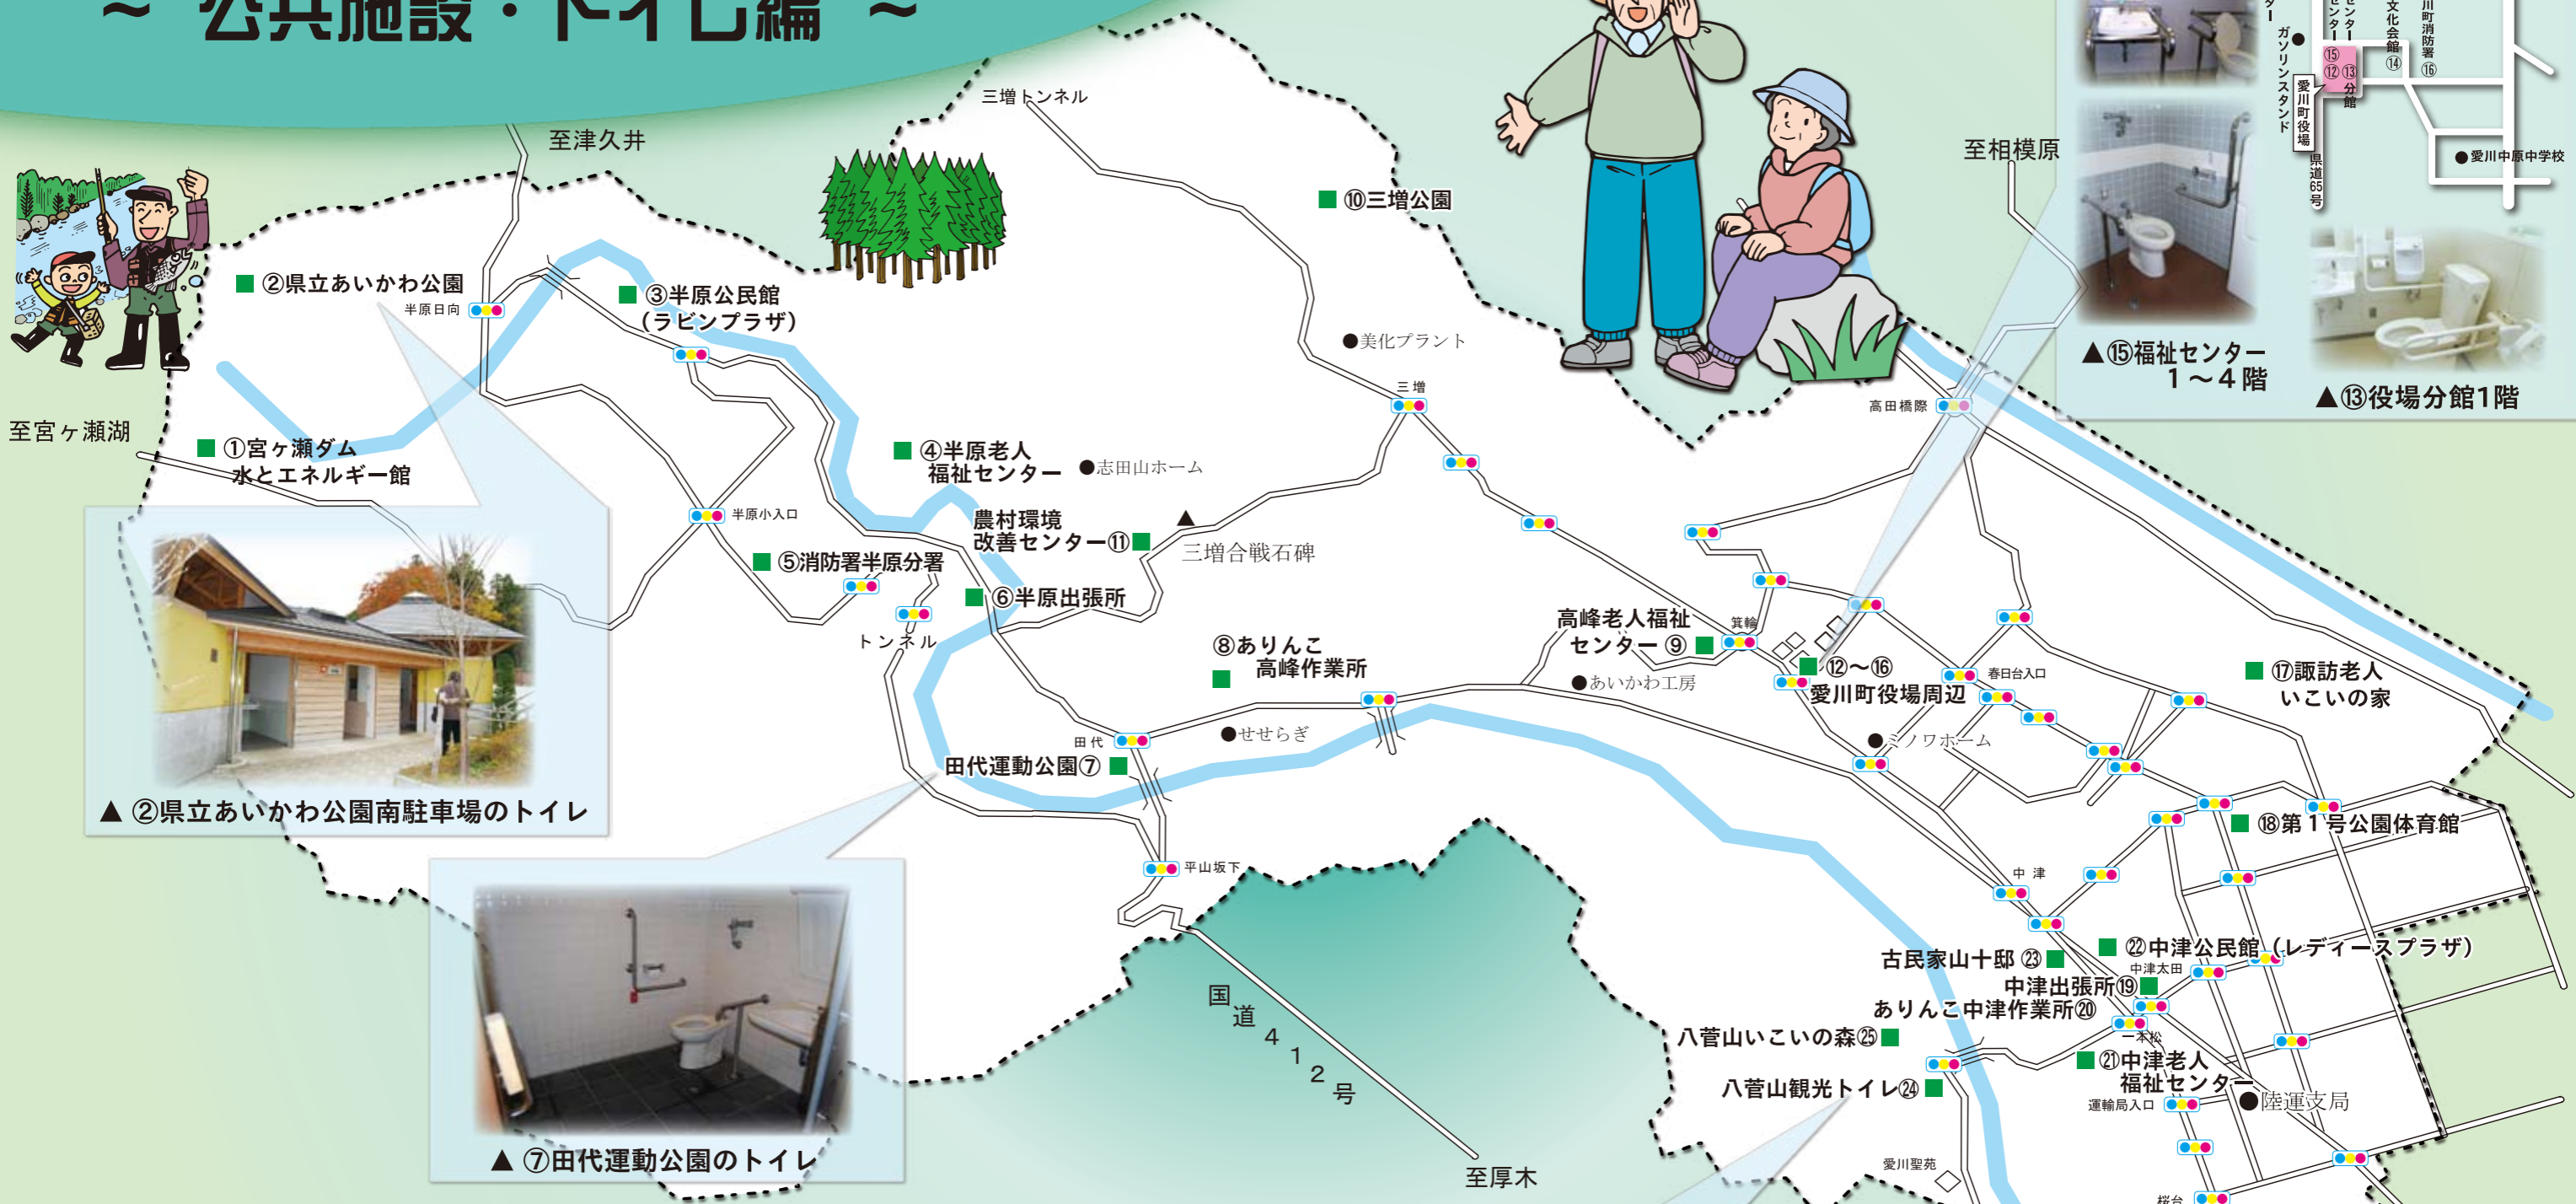 ～ 公共施設・トイレ編 ～
至津久井
三増トンネル
至相模原
ガソリンスタンド
文化会館⑭
川町消防署⑯
⑮
⑫
⑬分館
愛川町役場
県道65号
●愛川中原中学校
⑩三増公園
②県立あいかわ公園
半原日向
③半原公民館
（ラビンプラザ）
●美化プラント
▲⑮福祉センター
1～4階
▲⑬役場分館1階
三増
高田橋際
至宮ヶ瀬湖
①宮ヶ瀬ダム
水とエネルギー館
④半原老人
福祉センター
●志田山ホーム
半原小入口
農村環境
改善センター⑪
▲
三増合戦石碑
⑤消防署半原分署
⑥半原出張所
トンネル
⑧ありんこ
高峰作業所
高峰老人福祉
センター⑨
箕輪
⑫～⑯
愛川町役場周辺
春日台入口
⑰諏訪老人
いこいの家
●あいかわ工房
●せせらぎ
田代
●ミノワホーム
田代運動公園⑦
▲ ②県立あいかわ公園南駐車場のトイレ
⑱第1号公園体育館
平山坂下
中津
古民家山十邸㉓
㉒中津公民館（レディースプラザ）
中津太田
中津出張所⑲
ありんこ中津作業所⑳
国道412号
八菅山いこいの森㉕
一本松
㉑中津老人
福祉センター
八菅山観光トイレ㉔
運輸局入口
●陸運支局
▲ ⑦田代運動公園のトイレ
至厚木
愛川聖苑
桜台